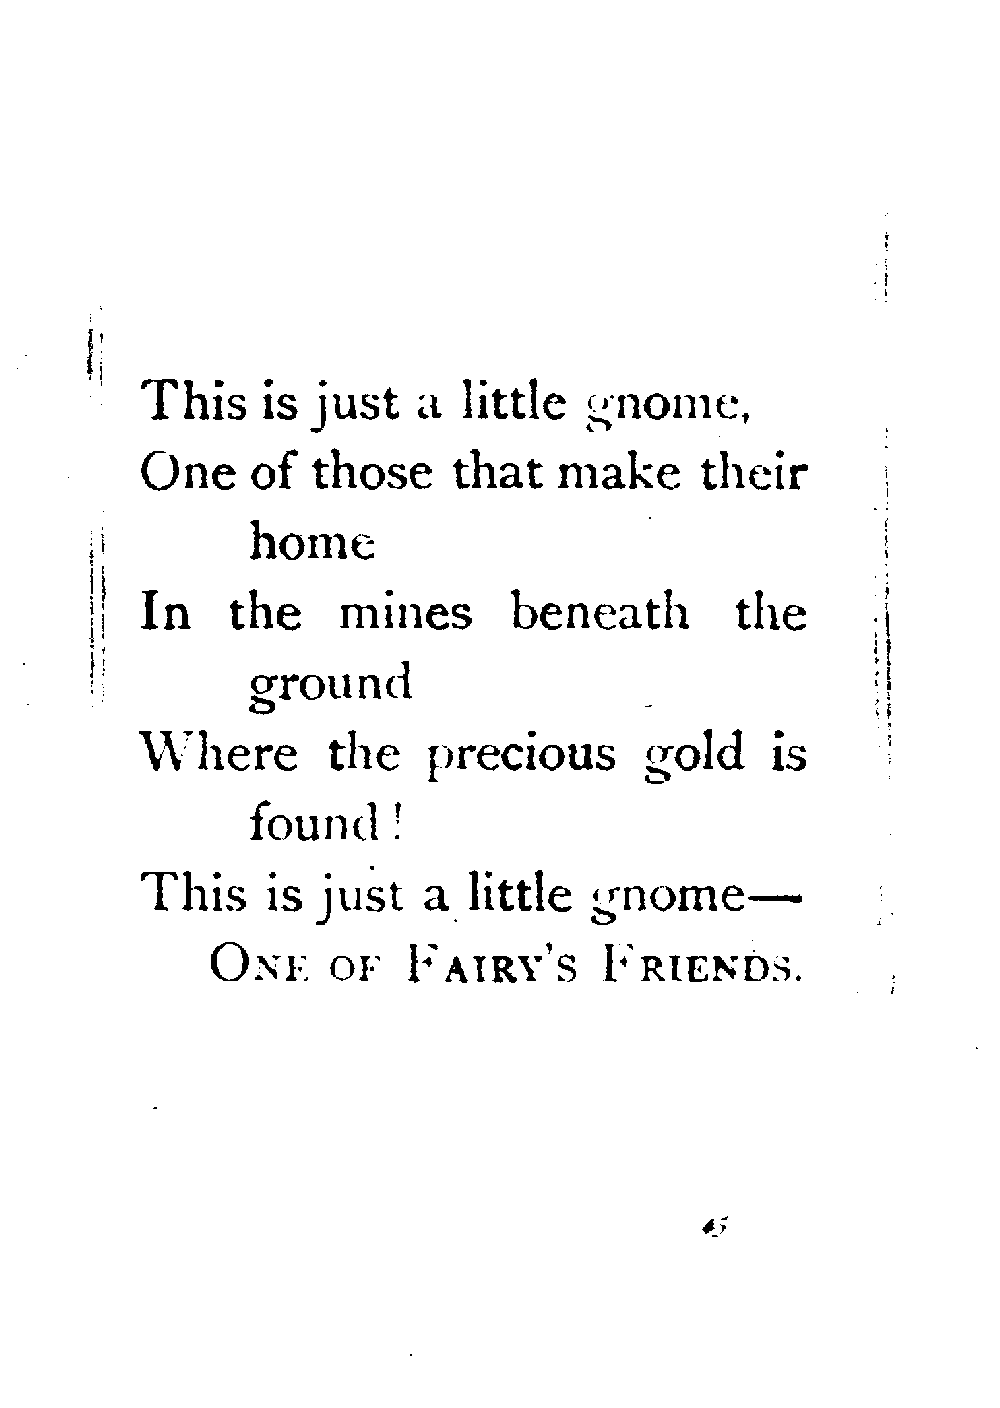 This is just a little gnome,
One of those that make their
home
In the mines beneath the
ground
Where the precious gold is
found!
This is just a little gnome—
ONE OF FAIRY'S FRIENDS.
45